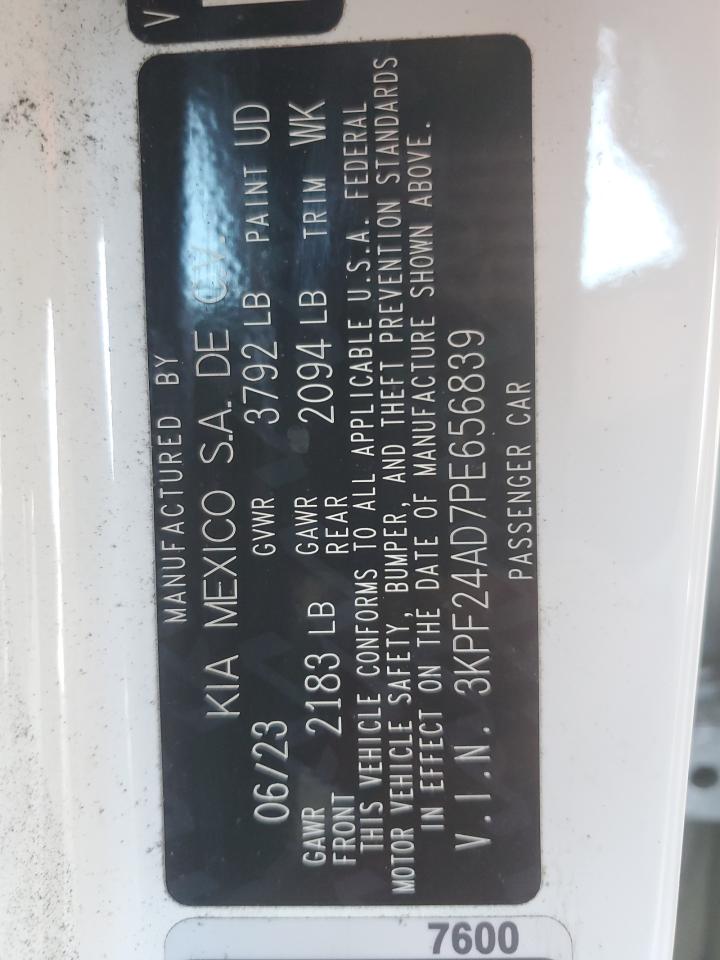 V
MANUFACTURED BY
KIA MEXICO S.A. DE C.V.
06/23 GVWR 3792 LB PAINT UD
GAWR FRONT 2183 LB GAWR REAR 2094 LB TRIM WK
THIS VEHICLE CONFORMS TO ALL APPLICABLE U.S.A. FEDERAL
MOTOR VEHICLE SAFETY, BUMPER, AND THEFT PREVENTION STANDARDS
IN EFFECT ON THE DATE OF MANUFACTURE SHOWN ABOVE.
V.I.N. 3KPF24AD7PE656839
PASSENGER CAR
7600